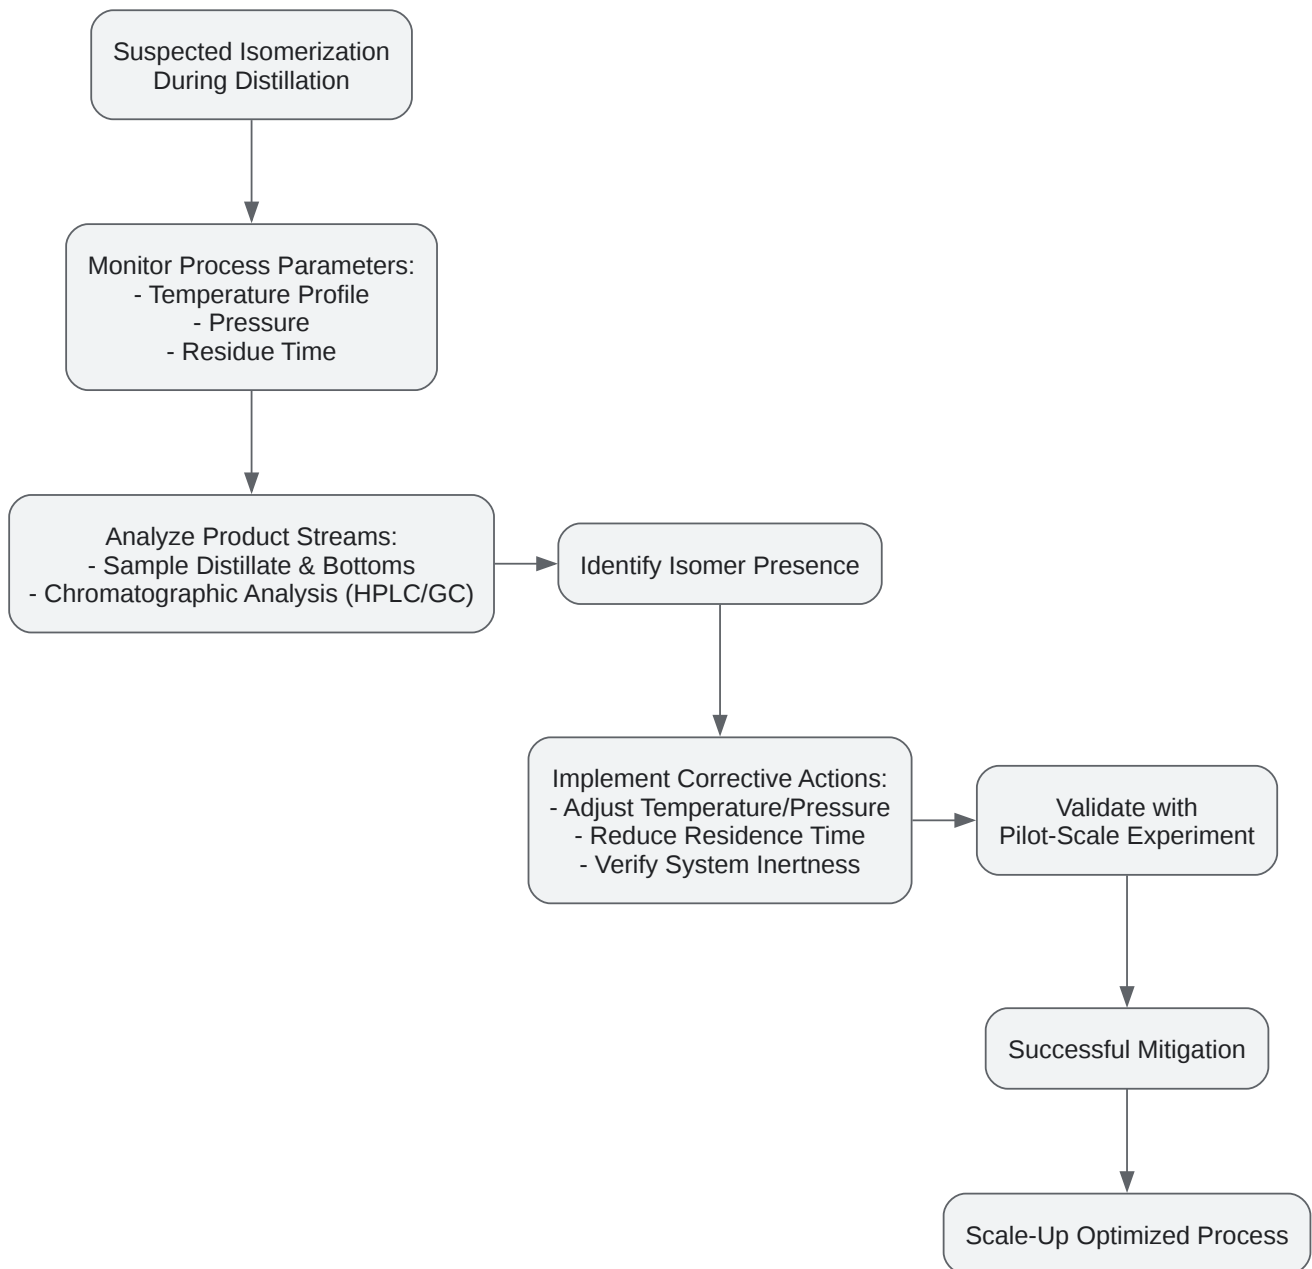 Suspected Isomerization
During Distillation
Monitor Process Parameters:
- Temperature Profile
- Pressure
- Residue Time
Analyze Product Streams:
- Sample Distillate & Bottoms
- Chromatographic Analysis (HPLC/GC)
Identify Isomer Presence
Implement Corrective Actions:
- Adjust Temperature/Pressure
- Reduce Residence Time
- Verify System Inertness
Validate with
Pilot-Scale Experiment
Successful Mitigation
Scale-Up Optimized Process